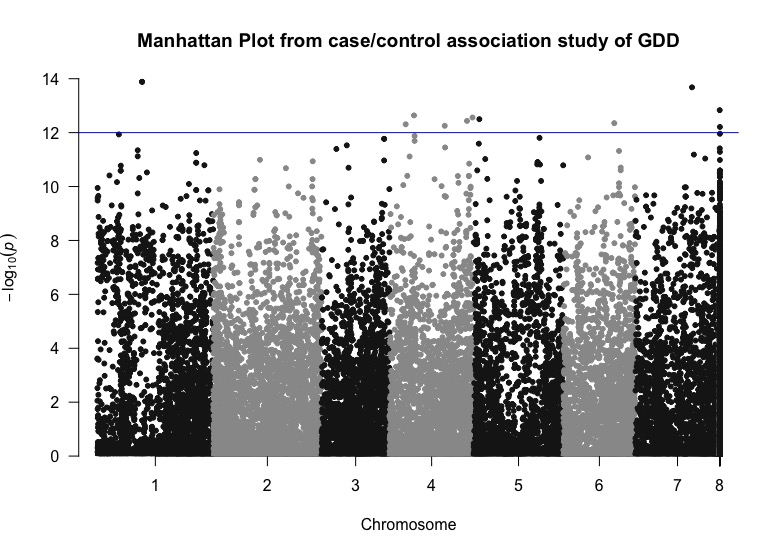 Manhattan Plot from case/control association study of GDD
14
12
10
8
6
4
2
0
−log₁₀(p)
1 2 3 4 5 6 7 8
Chromosome